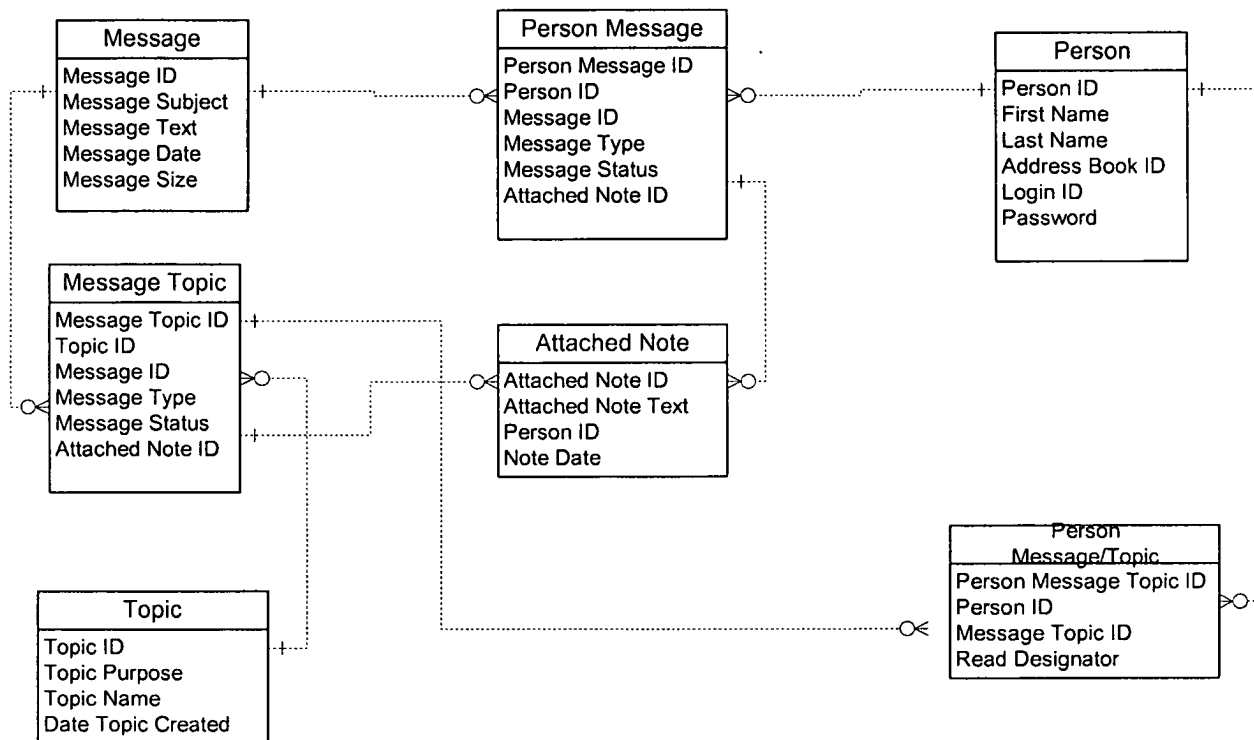 Message
Message ID
Message Subject
Message Text
Message Date
Message Size
Person Message
Person Message ID
Person ID
Message ID
Message Type
Message Status
Attached Note ID
Person
Person ID
First Name
Last Name
Address Book ID
Login ID
Password
Message Topic
Message Topic ID
Topic ID
Message ID
Message Type
Message Status
Attached Note ID
Attached Note
Attached Note ID
Attached Note Text
Person ID
Note Date
Person
Message/Topic
Person Message Topic ID
Person ID
Message Topic ID
Read Designator
Topic
Topic ID
Topic Purpose
Topic Name
Date Topic Created